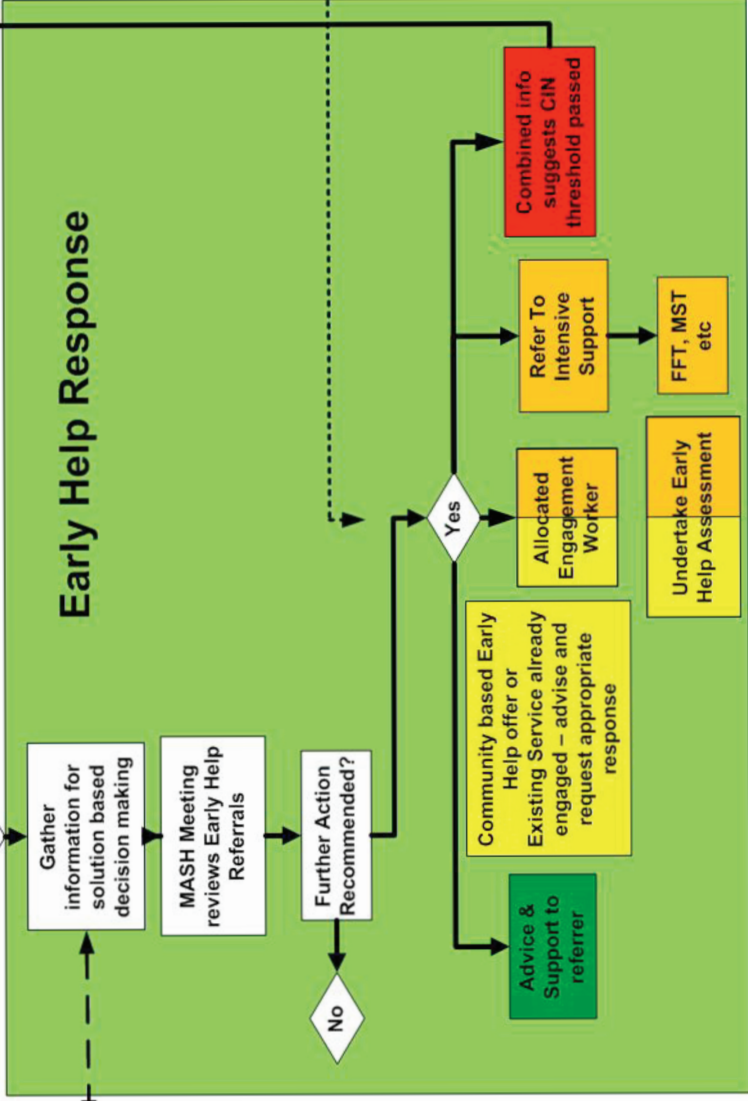 Early Help Response
Gather
information for
solution based
decision making
MASH Meeting
reviews Early Help
Referrals
Further Action
Recommended?
No
Yes
Advice &
Support to
referrer
Community based Early
Help offer or
Existing Service already
engaged – advise and
request appropriate
response
Allocated
Engagement
Worker
Undertake Early
Help Assessment
Refer To
Intensive
Support
FFT, MST
etc
Combined info
suggests CIN
threshold passed